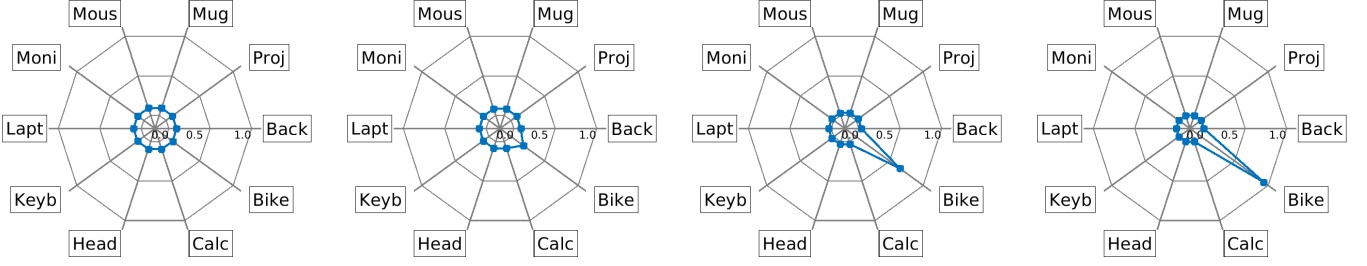 Mous Mug Mous Mug Mous Mug Mous Mug
Moni Proj Moni Proj Moni Proj Moni Proj
Lapt 0.0 0.5 1.0 Back Lapt 0.0 0.5 1.0 Back Lapt 0.0 0.5 1.0 Back Lapt 0.0 0.5 1.0 Back
Keyb Bike Keyb Bike Keyb Bike Keyb Bike
Head Calc Head Calc Head Calc Head Calc